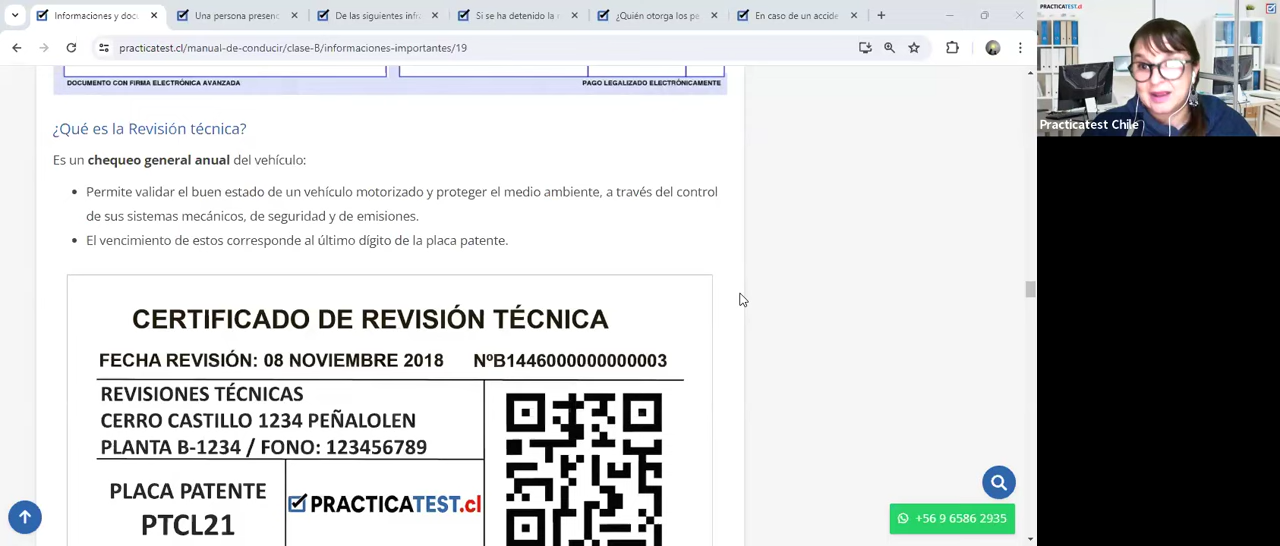 Informaciones y docu
Una persona presenc
De las siguientes infra
Si se ha detenido la r
¿Quién otorga los pe
En caso de un accide
practicatest.cl/manual-de-conducir/clase-B/informaciones-importantes/19
PRACTICATEST.cl
Practicatest Chile
DOCUMENTO CON FIRMA ELECTRÓNICA AVANZADA
PAGO LEGALIZADO ELECTRÓNICAMENTE
¿Qué es la Revisión técnica?
Es un chequeo general anual del vehículo:
Permite validar el buen estado de un vehículo motorizado y proteger el medio ambiente, a través del control
de sus sistemas mecánicos, de seguridad y de emisiones.
El vencimiento de estos corresponde al último dígito de la placa patente.
CERTIFICADO DE REVISIÓN TÉCNICA
FECHA REVISIÓN: 08 NOVIEMBRE 2018 NºB1446000000000003
REVISIONES TÉCNICAS
CERRO CASTILLO 1234 PEÑALOLEN
PLANTA B-1234 / FONO: 123456789
PLACA PATENTE
PTCL21
PRACTICATEST.cl
+56 9 6586 2935